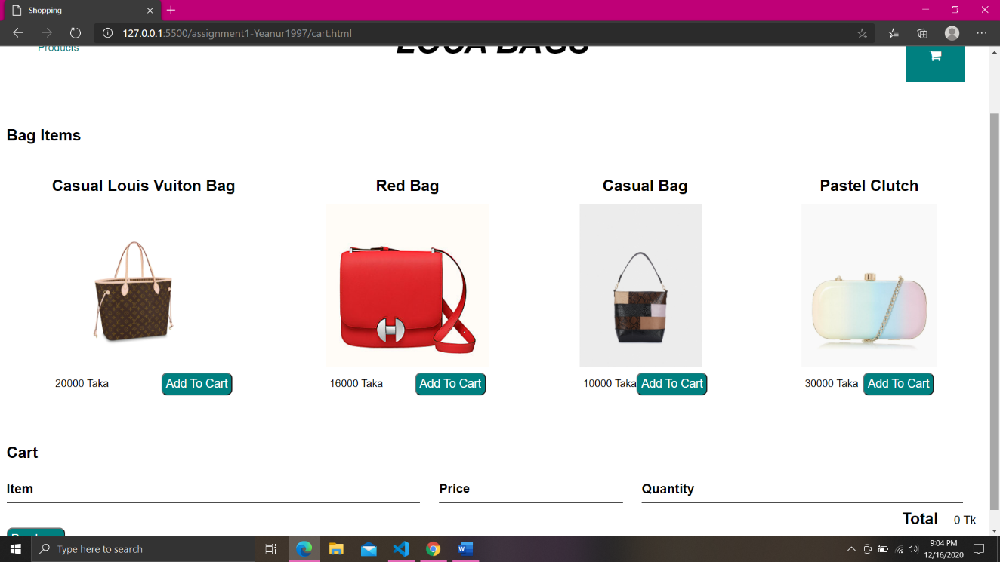 Shopping
127.0.0.1:5500/assignment1-Yeanur1997/cart.html
Products
LOCA BAGS
Bag Items
Casual Louis Vuiton Bag
Red Bag
Casual Bag
Pastel Clutch
20000 Taka
Add To Cart
16000 Taka
Add To Cart
10000 Taka
Add To Cart
30000 Taka
Add To Cart
Cart
Item
Price
Quantity
Total
0 Tk
Type here to search
9:04 PM
12/16/2020